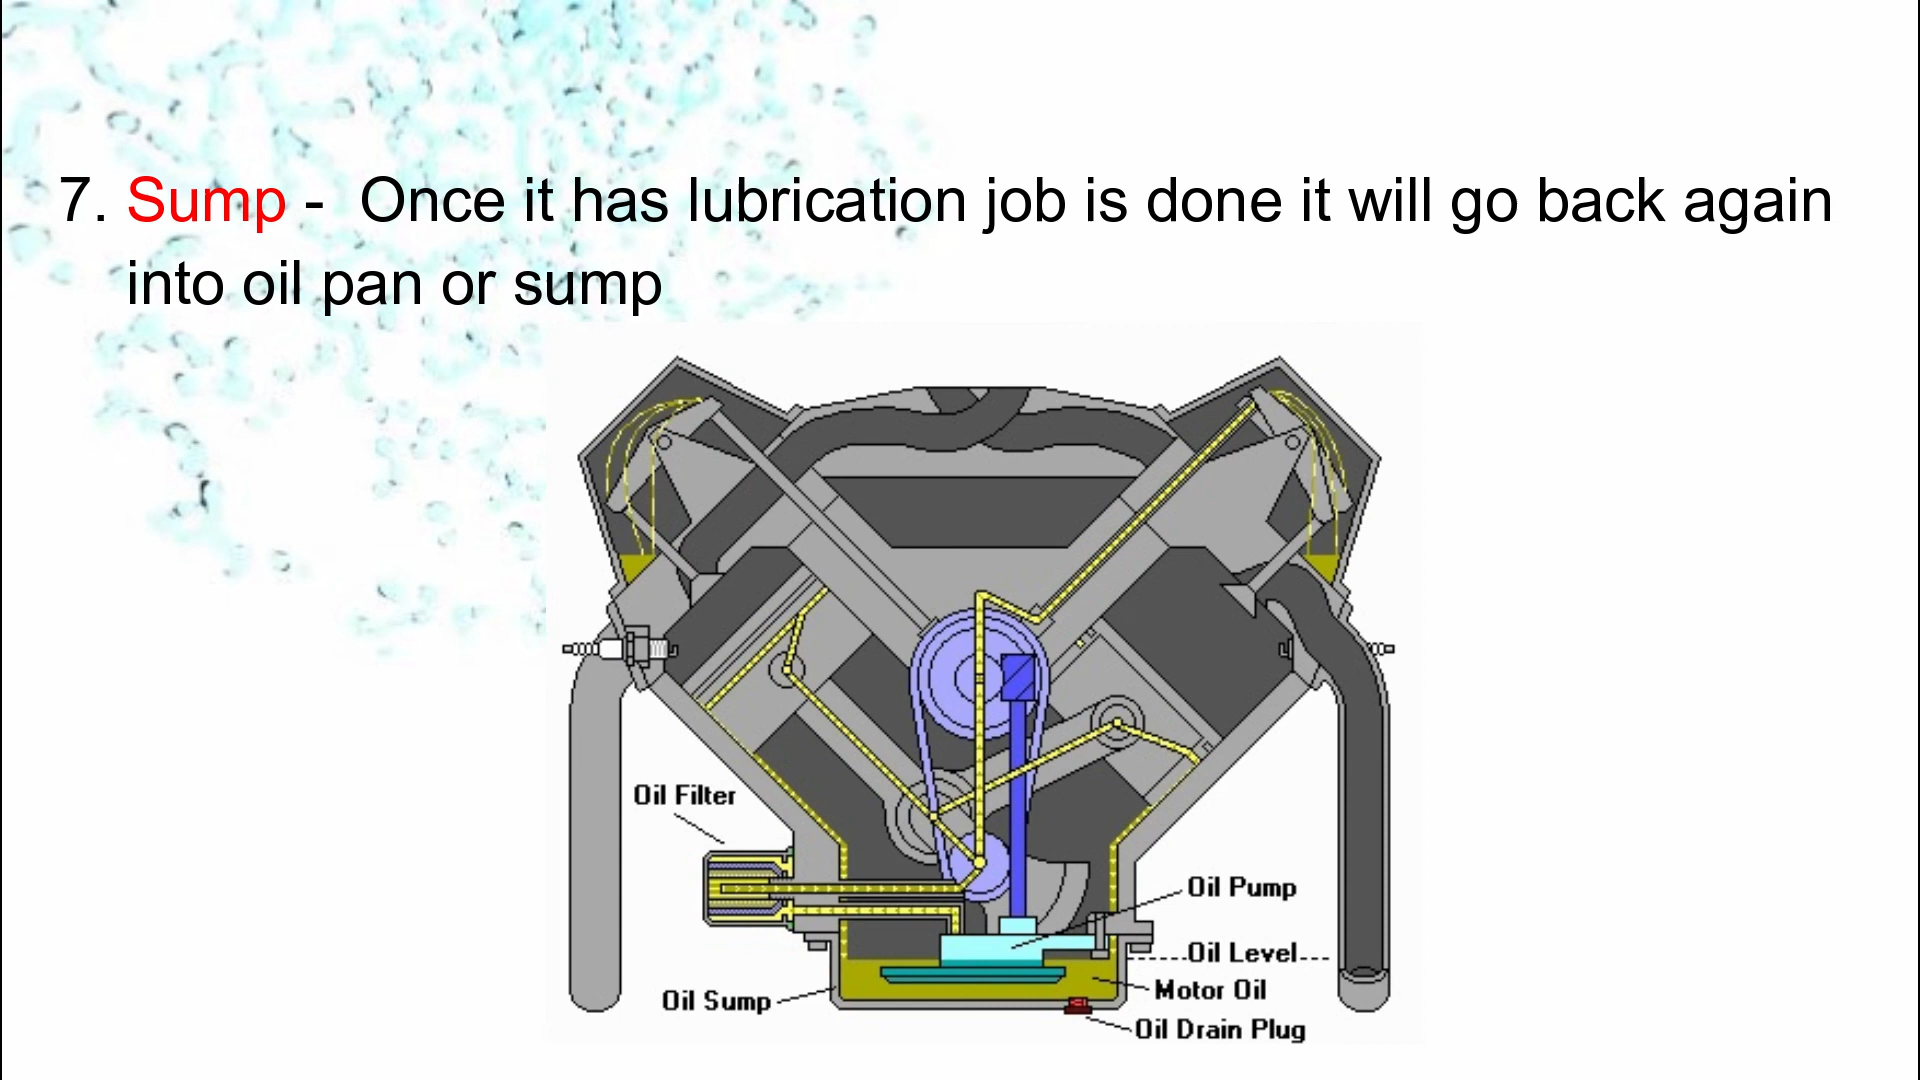 7. Sump -  Once it has lubrication job is done it will go back again
into oil pan or sump
Oil Filter
Oil Pump
Oil Level
Motor Oil
Oil Sump
Oil Drain Plug